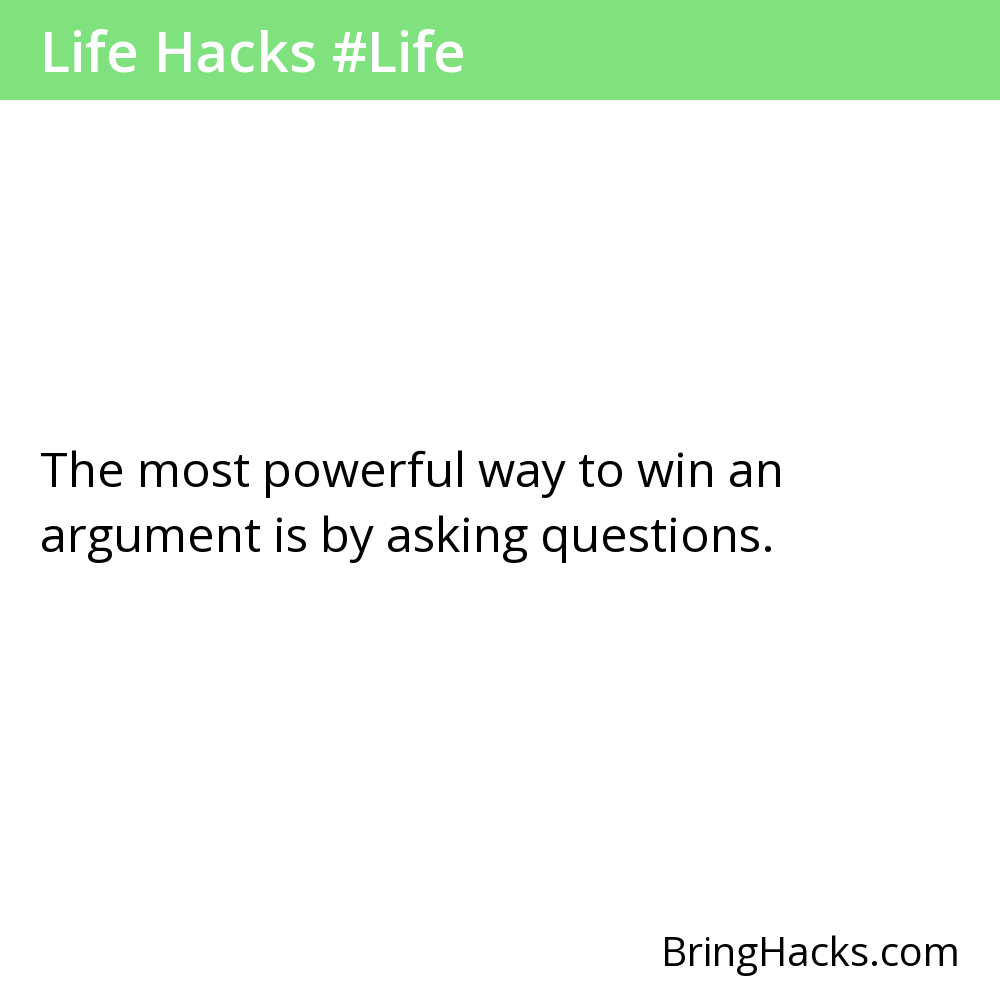 Life Hacks #Life
The most powerful way to win an
argument is by asking questions.
BringHacks.com